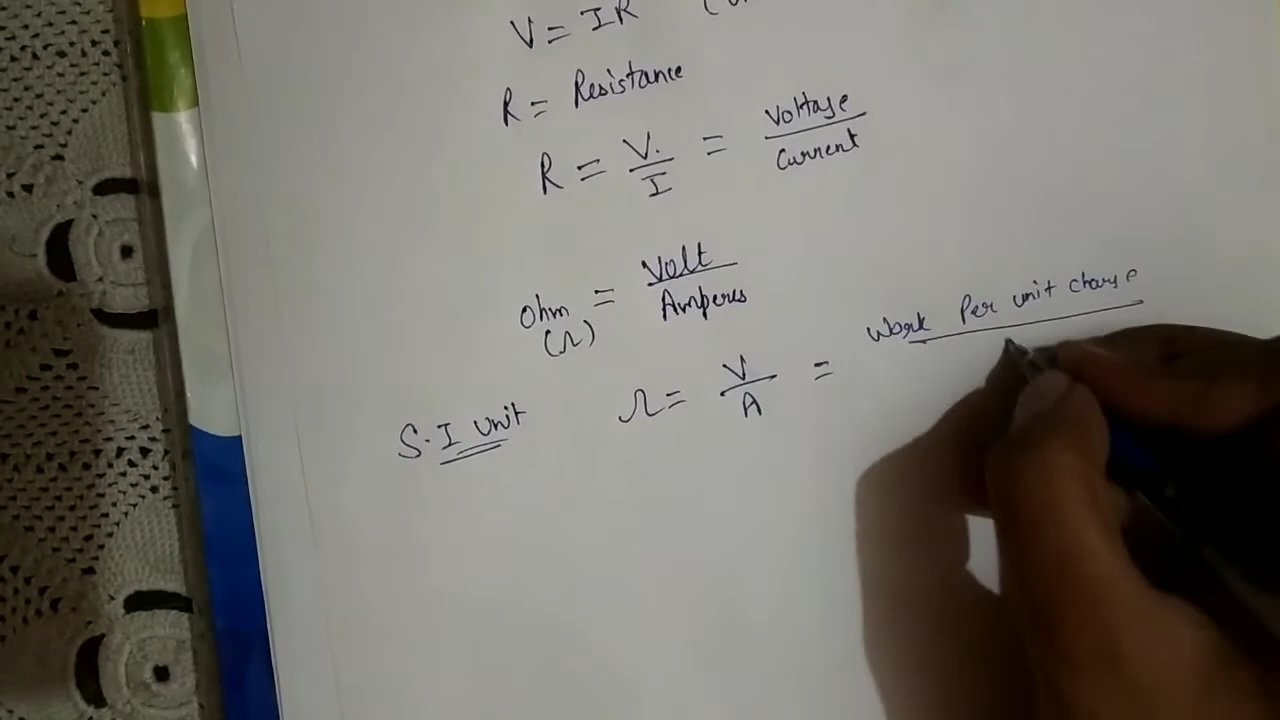 V = IR
R = Resistance
R = V. / I = Voltage / Current
ohm (Ω) = Volt / Amperes
Ω = V / A = Work Per unit charge
S.I unit